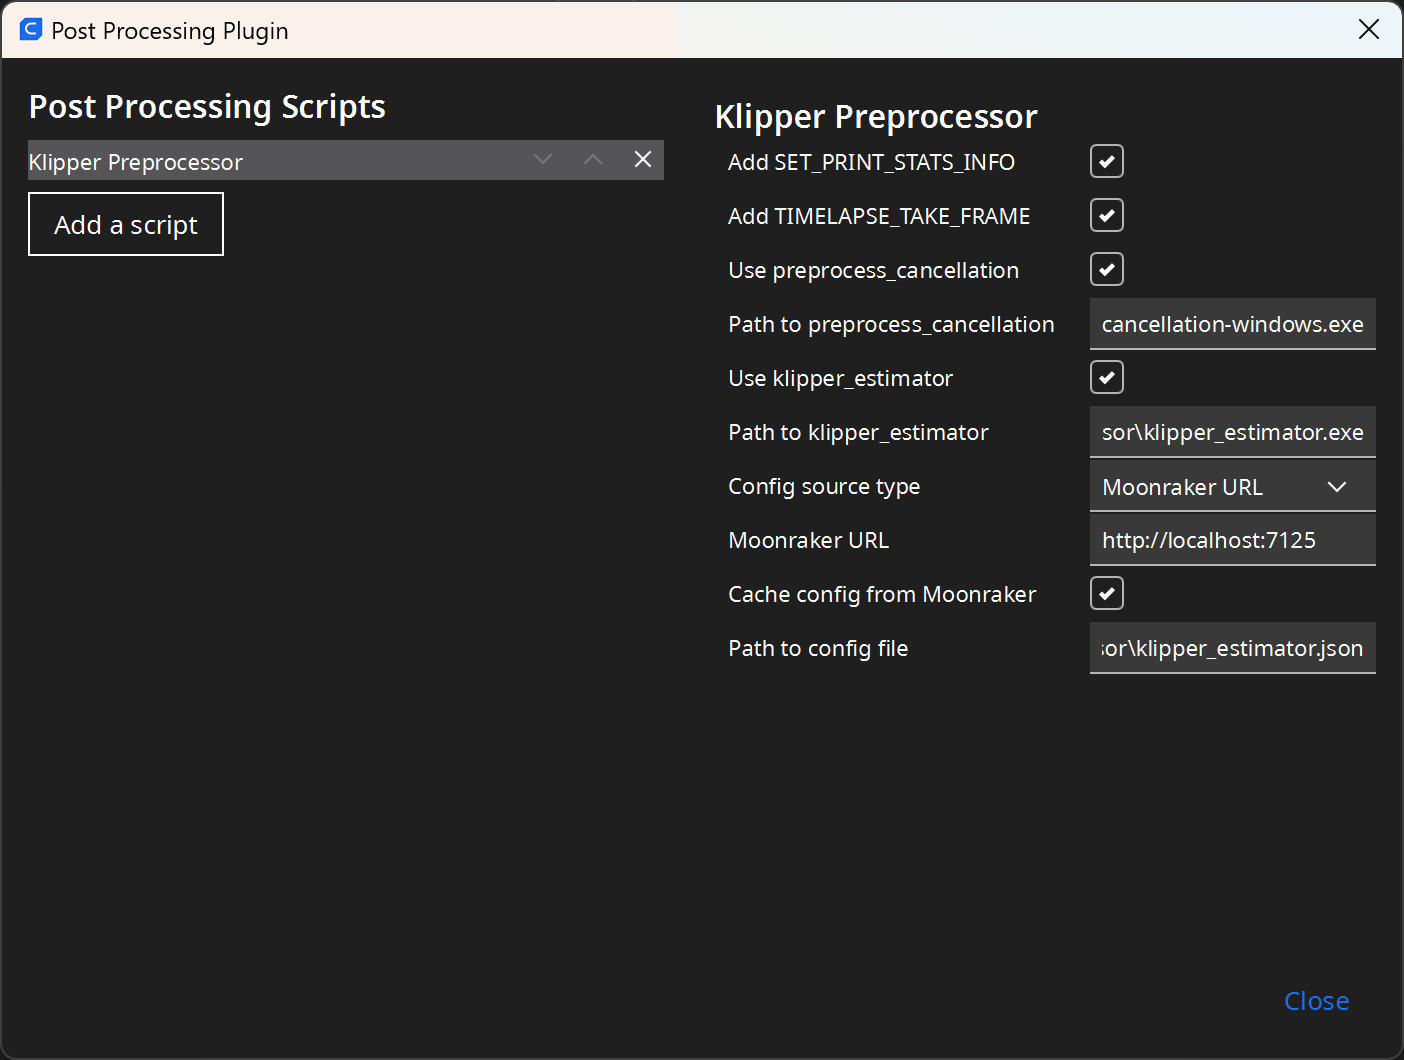 Post Processing Plugin
Post Processing Scripts
Klipper Preprocessor
Add a script
Klipper Preprocessor
Add SET_PRINT_STATS_INFO
Add TIMELAPSE_TAKE_FRAME
Use preprocess_cancellation
Path to preprocess_cancellation cancellation-windows.exe
Use klipper_estimator
Path to klipper_estimator sor\klipper_estimator.exe
Config source type Moonraker URL
Moonraker URL http://localhost:7125
Cache config from Moonraker
Path to config file sor\klipper_estimator.json
Close